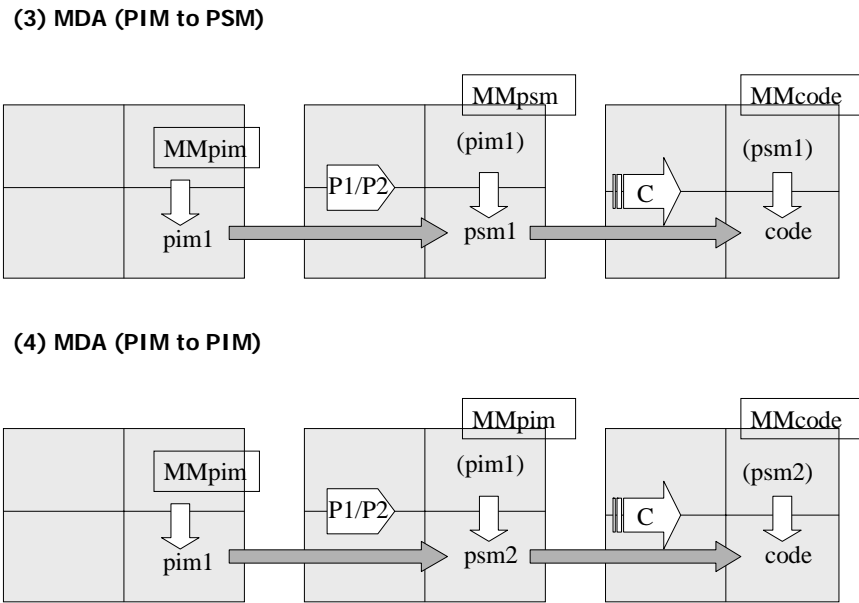 (3) MDA (PIM to PSM)
MMpsm
MMcode
MMpim
(pim1)
(psm1)
P1/P2
C
pim1
psm1
code
(4) MDA (PIM to PIM)
MMpim
MMcode
MMpim
(pim1)
(psm2)
P1/P2
C
pim1
psm2
code